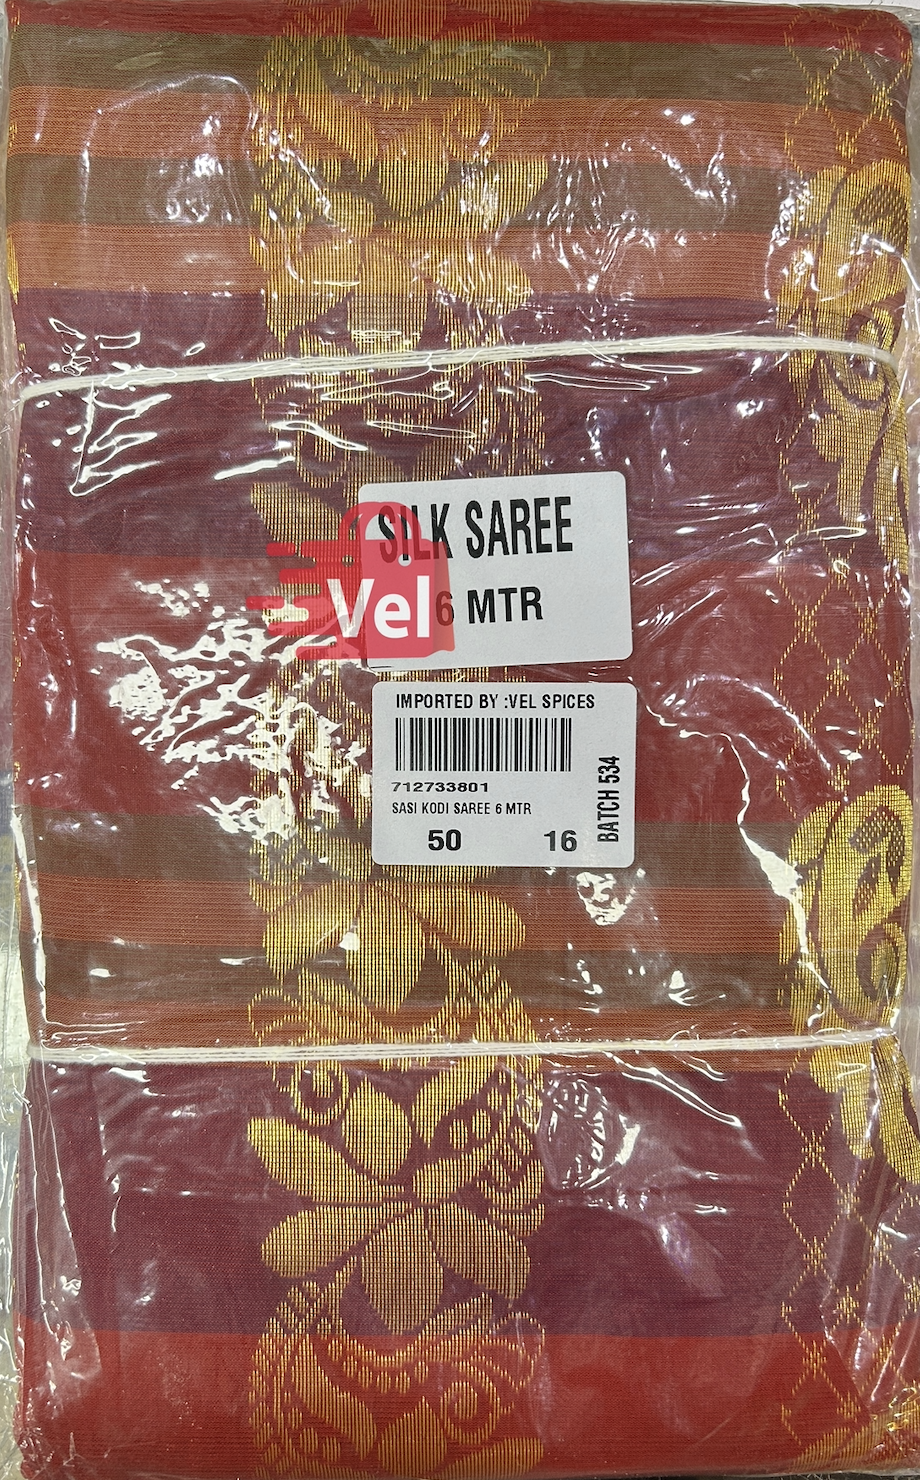 SILK SAREE
6 MTR
Vel
IMPORTED BY :VEL SPICES
712733801
SASI KODI SAREE 6 MTR
50 16
BATCH 534